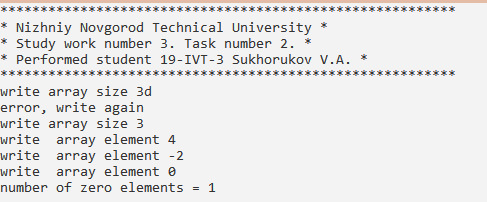 *********************************************************
* Nizhniy Novgorod Technical University *
* Study work number 3. Task number 2. *
* Performed student 19-IVT-3 Sukhorukov V.A. *
*********************************************************
write array size 3d
error, write again
write array size 3
write  array element 4
write  array element -2
write  array element 0
number of zero elements = 1